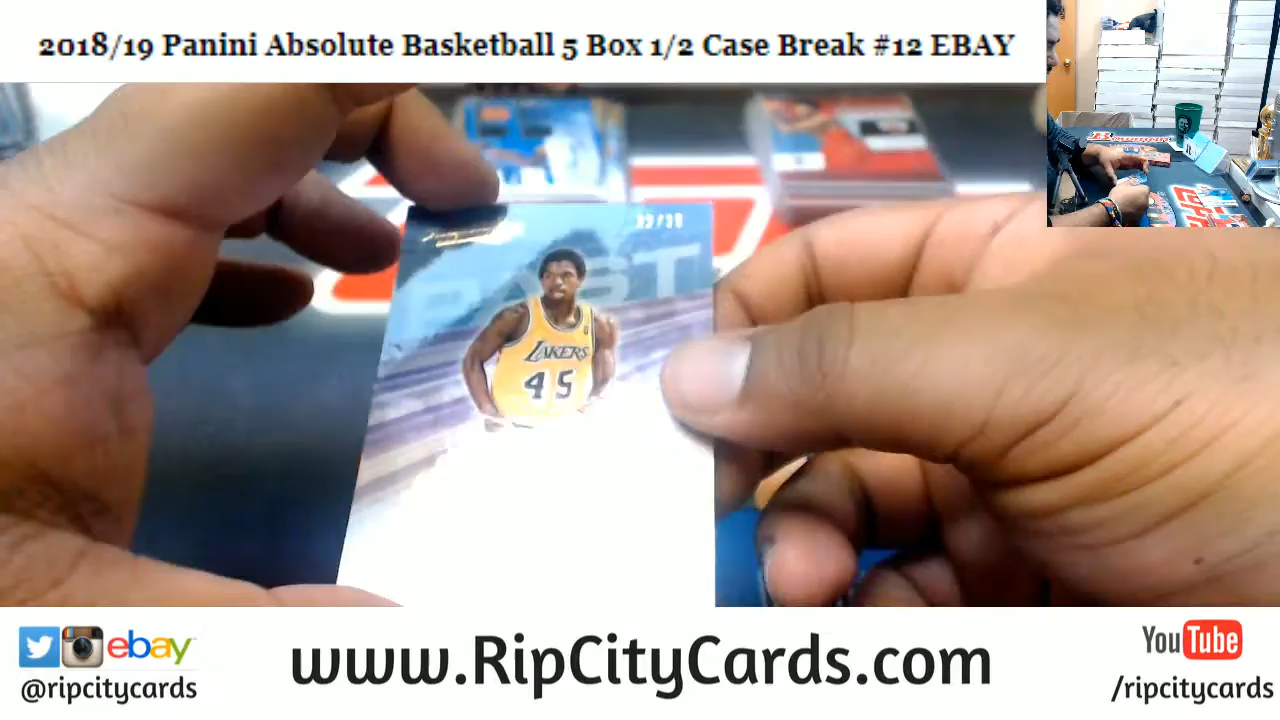 2018/19 Panini Absolute Basketball 5 Box 1/2 Case Break #12 EBAY
PAST
LAKERS
45
ebay
@ripcitycards
www.RipCityCards.com
YouTube
/ripcitycards